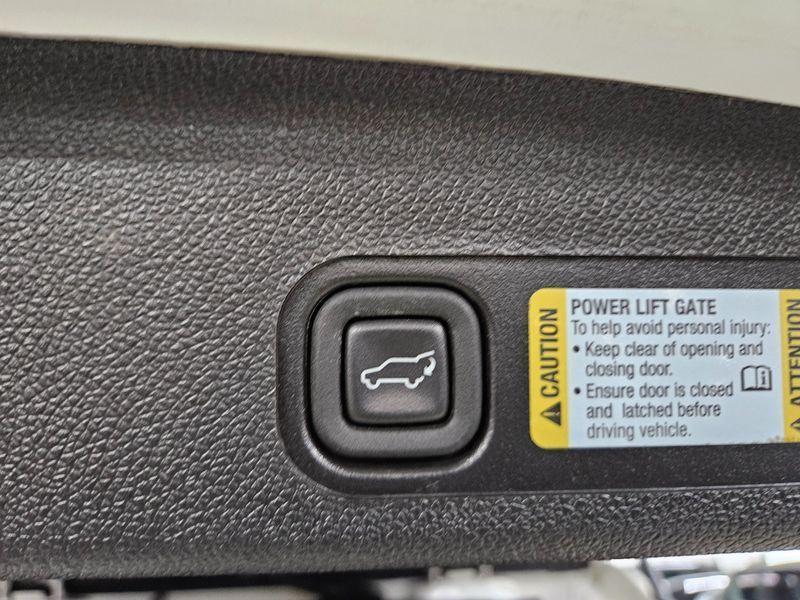 CAUTION
POWER LIFT GATE
To help avoid personal injury:
• Keep clear of opening and
closing door.
• Ensure door is closed
and latched before
driving vehicle.
ATTENTION